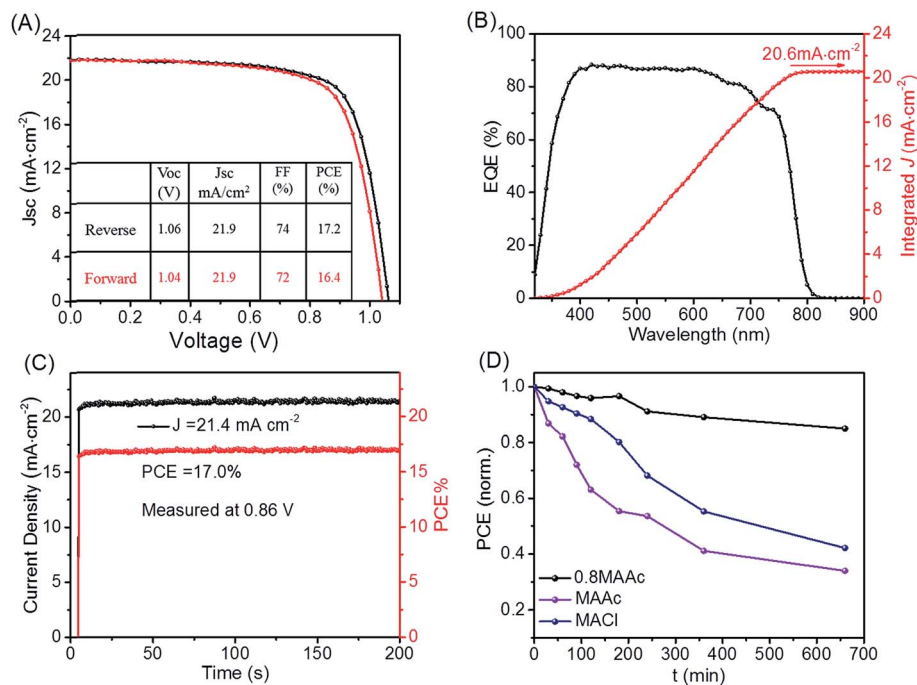 (A)
24
20
16
12
8
4
0
Jsc (mA·cm⁻²)
0.0 0.2 0.4 0.6 0.8 1.0
Voltage (V)
Voc (V) Jsc mA/cm² FF (%) PCE (%)
Reverse 1.06 21.9 74 17.2
Forward 1.04 21.9 72 16.4
(B)
100
80
60
40
20
0
EQE (%)
400 500 600 700 800 900
Wavelength (nm)
20.6mA·cm⁻²
24
20
16
12
8
4
0
Integrated J (mA·cm⁻²)
(C)
25
20
15
10
5
0
Current Density (mA·cm⁻²)
J =21.4 mA cm⁻²
PCE =17.0%
Measured at 0.86 V
0 50 100 150 200
Time (s)
25
20
15
10
5
0
PCE%
(D)
1.0
0.8
0.6
0.4
0.2
PCE (norm.)
0.8MAAc
MAAc
MACl
0 100 200 300 400 500 600 700
t (min)